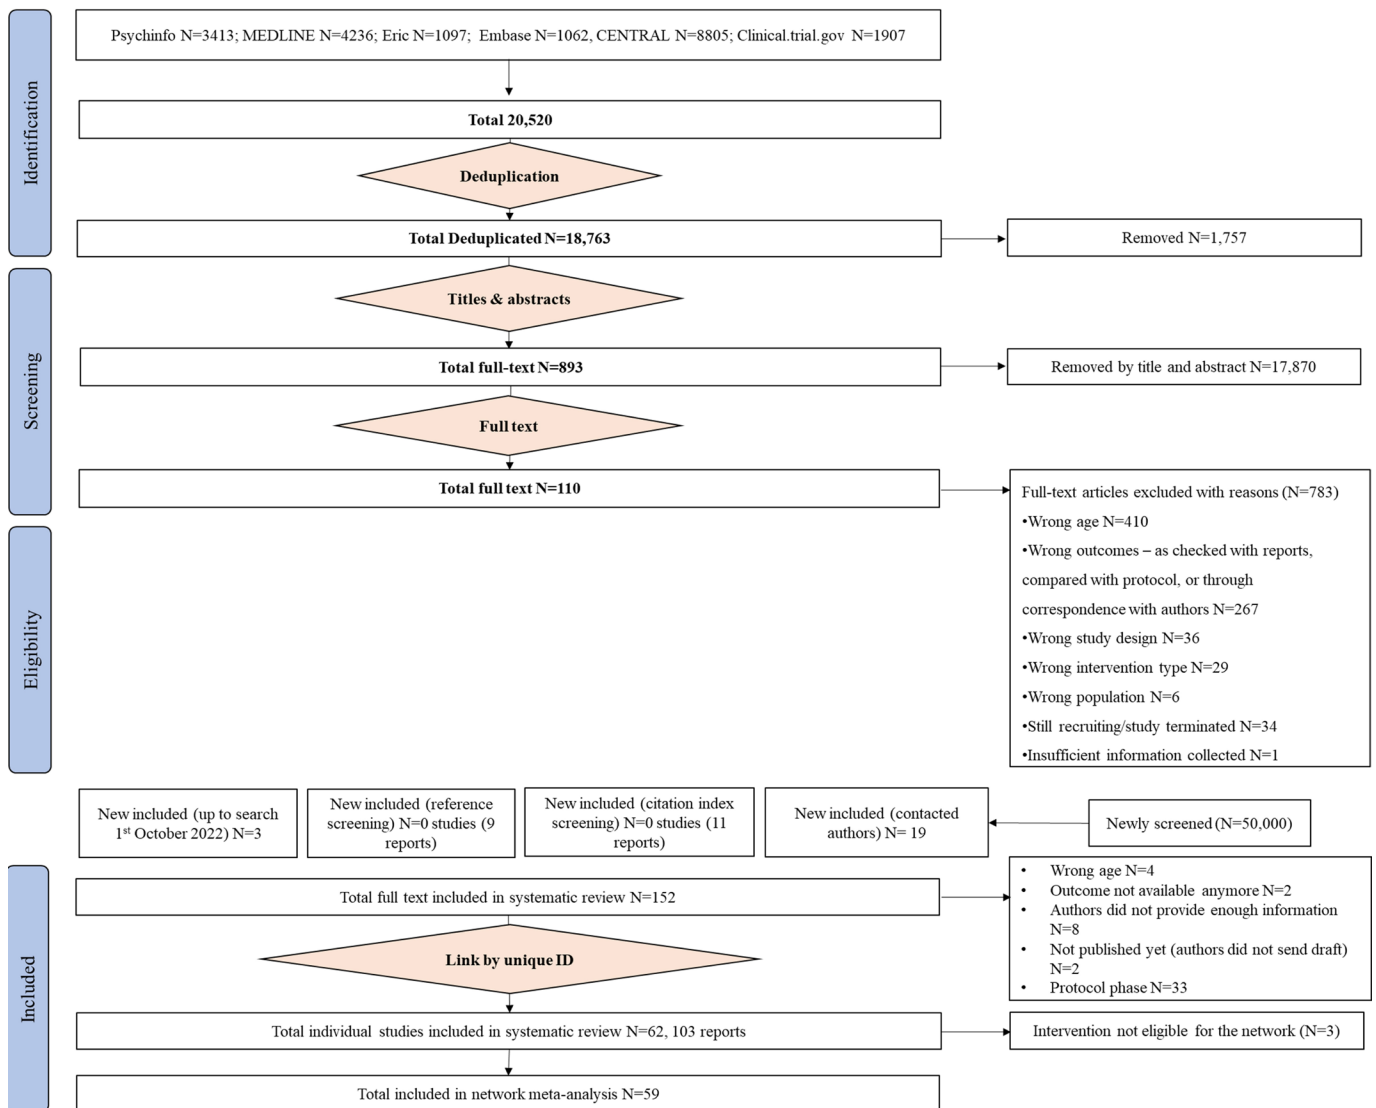 Identification
Psychinfo N=3413; MEDLINE N=4236; Eric N=1097; Embase N=1062, CENTRAL N=8805; Clinical.trial.gov N=1907
Total 20,520
Deduplication
Total Deduplicated N=18,763
Removed N=1,757
Screening
Titles & abstracts
Total full-text N=893
Removed by title and abstract N=17,870
Full text
Total full text N=110
Eligibility
Full-text articles excluded with reasons (N=783)
•Wrong age N=410
•Wrong outcomes – as checked with reports,
compared with protocol, or through
correspondence with authors N=267
•Wrong study design N=36
•Wrong intervention type N=29
•Wrong population N=6
•Still recruiting/study terminated N=34
•Insufficient information collected N=1
New included (up to search
1st October 2022) N=3
New included (reference
screening) N=0 studies (9
reports)
New included (citation index
screening) N=0 studies (11
reports)
New included (contacted
authors) N= 19
Newly screened (N=50,000)
Included
Total full text included in systematic review N=152
• Wrong age N=4
• Outcome not available anymore N=2
• Authors did not provide enough information
N=8
• Not published yet (authors did not send draft)
N=2
• Protocol phase N=33
Link by unique ID
Total individual studies included in systematic review N=62, 103 reports
Intervention not eligible for the network (N=3)
Total included in network meta-analysis N=59